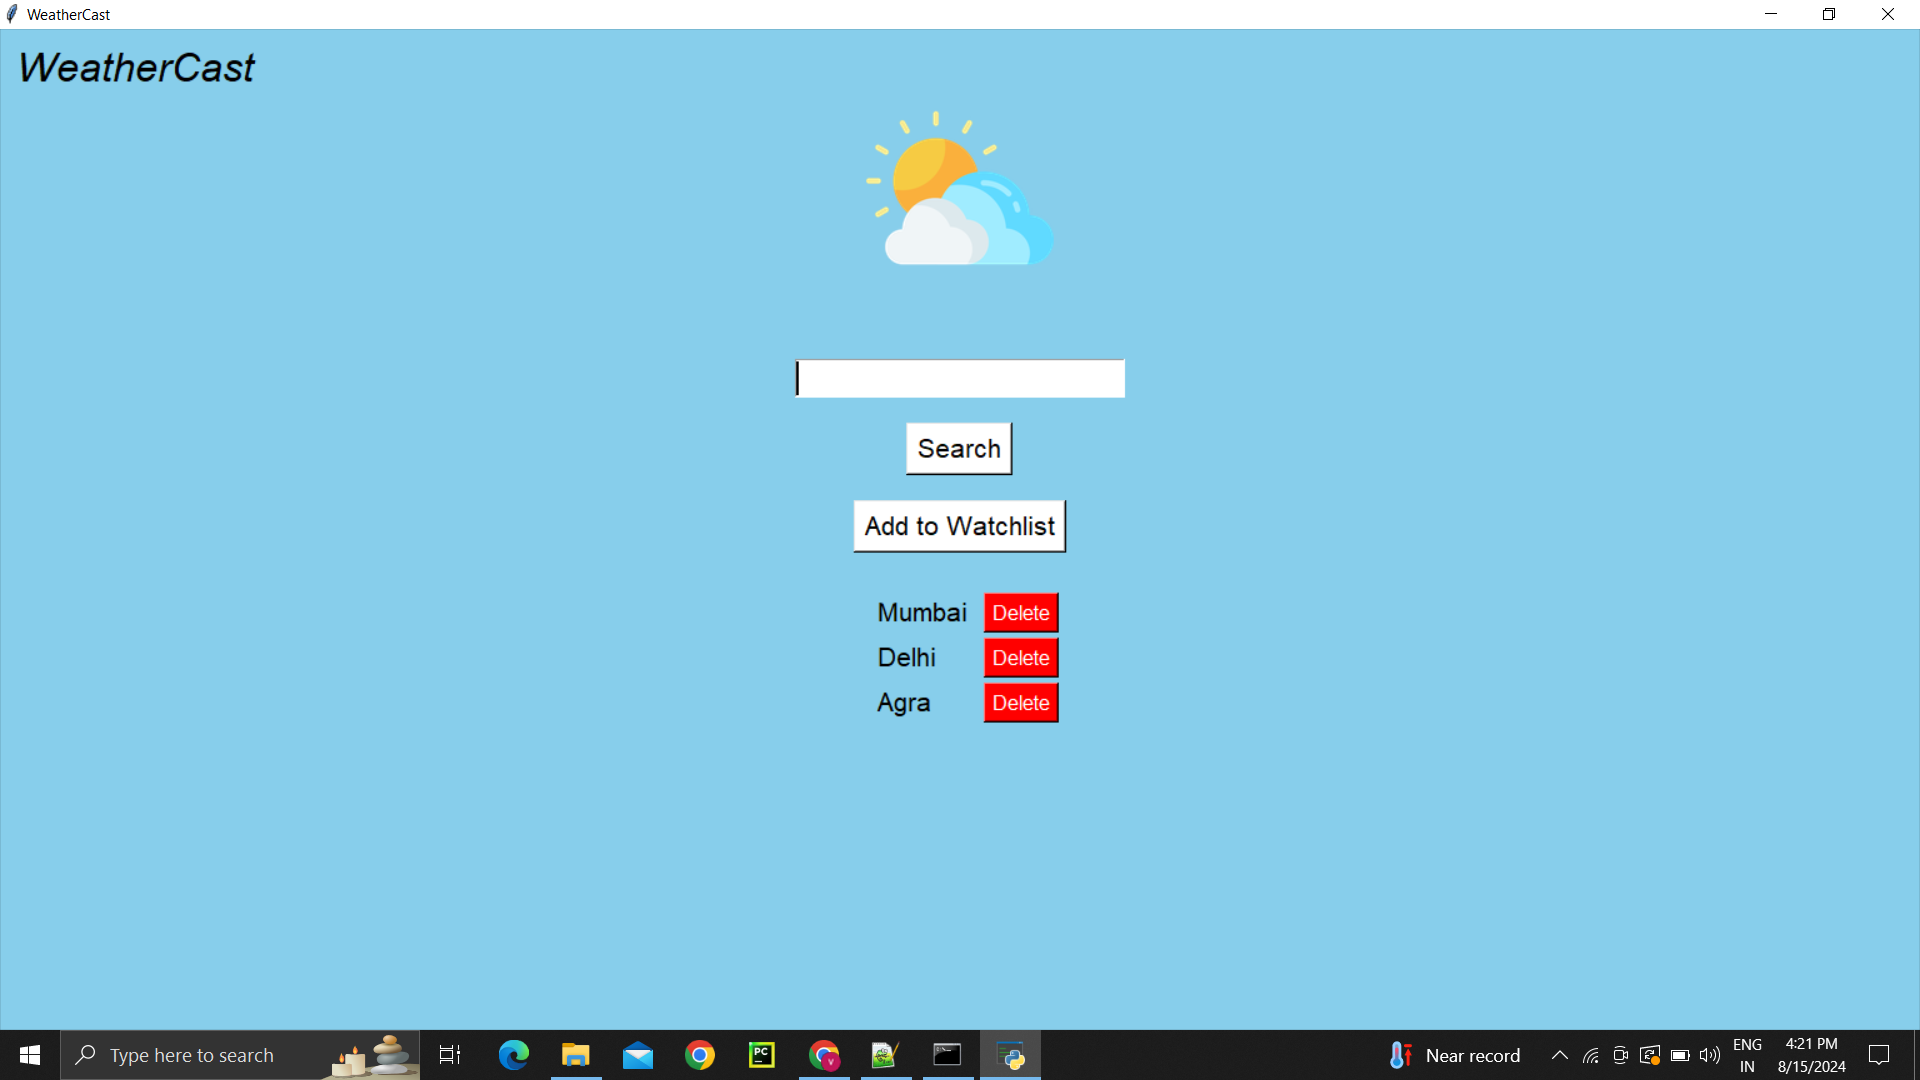 WeatherCast
WeatherCast
Search
Add to Watchlist
Mumbai Delete
Delhi Delete
Agra Delete
Type here to search
PC
V
Near record
ENG
IN
4:21 PM
8/15/2024